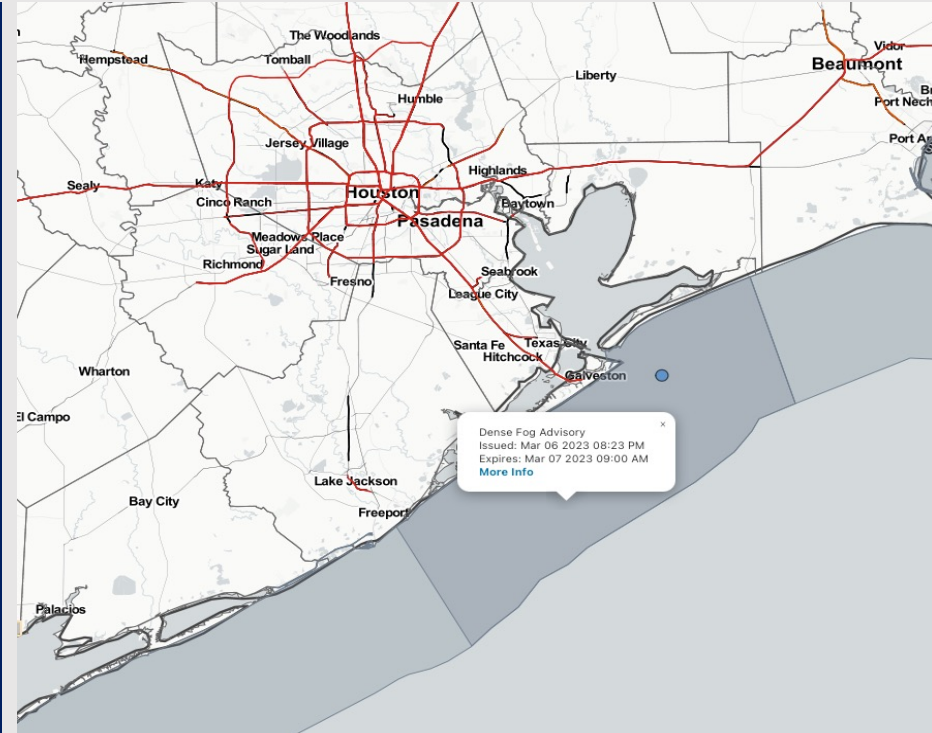 The Woodlands
Hempstead
Tomball
Vidor
Beaumont
Liberty
Humble
Port Nech
Port Ar
Jersey Village
Highlands
Sealy
Katy
Houston
Cinco Ranch
Baytown
Pasadena
Meadows Place
Sugar Land
Richmond
Seabrook
Fresno
League City
Santa Fe
Texas City
Hitchcock
Wharton
Galveston
El Campo
Dense Fog Advisory
×
Issued: Mar 06 2023 08:23 PM
Expires: Mar 07 2023 09:00 AM
More Info
Lake Jackson
Bay City
Freeport
Palacios